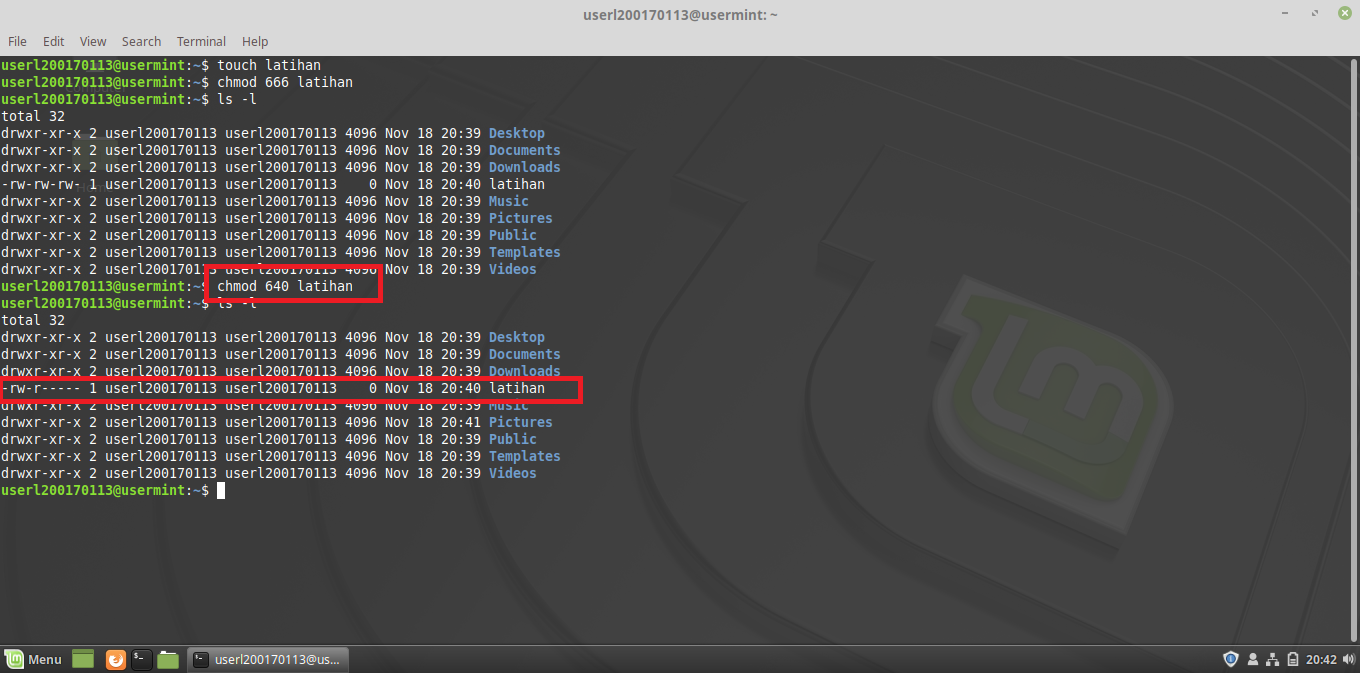 userl200170113@usermint: ~
File Edit View Search Terminal Help
userl200170113@usermint:~$ touch latihan
userl200170113@usermint:~$ chmod 666 latihan
userl200170113@usermint:~$ ls -l
total 32
drwxr-xr-x 2 userl200170113 userl200170113 4096 Nov 18 20:39 Desktop
drwxr-xr-x 2 userl200170113 userl200170113 4096 Nov 18 20:39 Documents
drwxr-xr-x 2 userl200170113 userl200170113 4096 Nov 18 20:39 Downloads
-rw-rw-rw- 1 userl200170113 userl200170113    0 Nov 18 20:40 latihan
drwxr-xr-x 2 userl200170113 userl200170113 4096 Nov 18 20:39 Music
drwxr-xr-x 2 userl200170113 userl200170113 4096 Nov 18 20:39 Pictures
drwxr-xr-x 2 userl200170113 userl200170113 4096 Nov 18 20:39 Public
drwxr-xr-x 2 userl200170113 userl200170113 4096 Nov 18 20:39 Templates
drwxr-xr-x 2 userl200170113 userl200170113 4096 Nov 18 20:39 Videos
userl200170113@usermint:~$ chmod 640 latihan
userl200170113@usermint:~$ ls -l
total 32
drwxr-xr-x 2 userl200170113 userl200170113 4096 Nov 18 20:39 Desktop
drwxr-xr-x 2 userl200170113 userl200170113 4096 Nov 18 20:39 Documents
drwxr-xr-x 2 userl200170113 userl200170113 4096 Nov 18 20:39 Downloads
-rw-r----- 1 userl200170113 userl200170113    0 Nov 18 20:40 latihan
drwxr-xr-x 2 userl200170113 userl200170113 4096 Nov 18 20:39 Music
drwxr-xr-x 2 userl200170113 userl200170113 4096 Nov 18 20:41 Pictures
drwxr-xr-x 2 userl200170113 userl200170113 4096 Nov 18 20:39 Public
drwxr-xr-x 2 userl200170113 userl200170113 4096 Nov 18 20:39 Templates
drwxr-xr-x 2 userl200170113 userl200170113 4096 Nov 18 20:39 Videos
userl200170113@usermint:~$
Menu userl200170113@us... 20:42